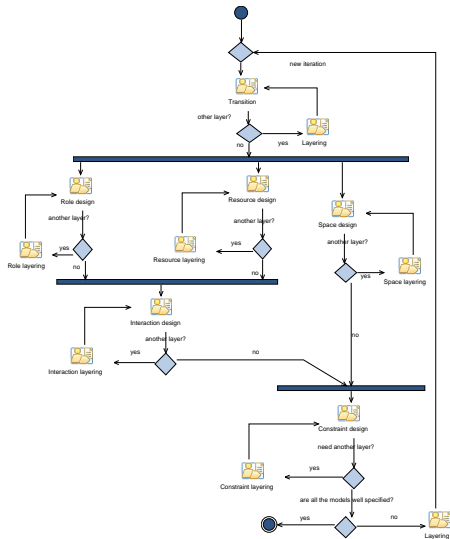 new iteration
Transition
other layer?
yes
Layering
no
Role design
Resource design
Space design
another layer?
another layer?
another layer?
yes
Role layering
no
yes
Resource layering
no
yes
Space layering
Interaction design
another layer?
yes
Interaction layering
no
no
Constraint design
need another layer?
yes
Constraint layering
are all the models well specified?
yes
no
Layering